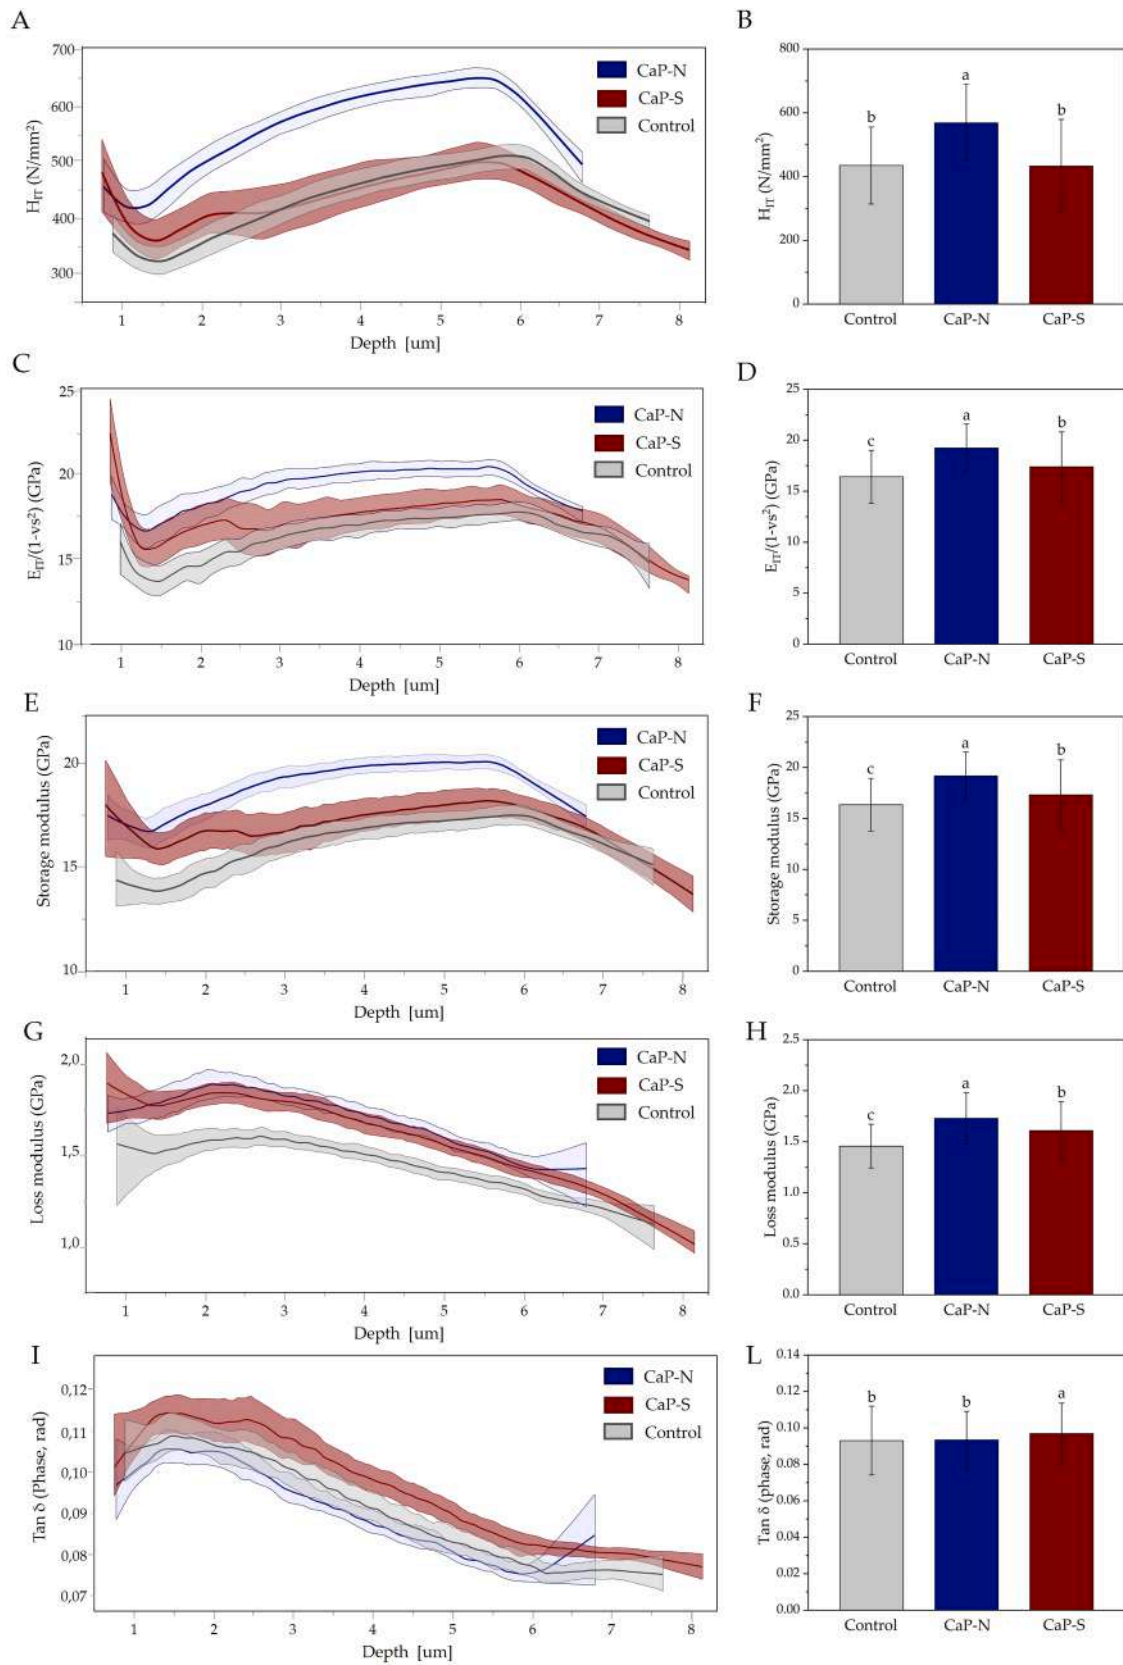 A
H_IT (N/mm²)
700
600
500
400
300
CaP-N
CaP-S
Control
1 2 3 4 5 6 7 8
Depth [um]
B
H_IT (N/mm²)
800
600
400
200
0
b a b
Control CaP-N CaP-S
C
E_IT/(1-vs²) (GPa)
25
20
15
10
CaP-N
CaP-S
Control
1 2 3 4 5 6 7 8
Depth [um]
D
E_IT/(1-vs²) (GPa)
25
20
15
10
5
0
c a b
Control CaP-N CaP-S
E
Storage modulus (GPa)
20
15
10
CaP-N
CaP-S
Control
1 2 3 4 5 6 7 8
Depth [um]
F
Storage modulus (GPa)
25
20
15
10
5
0
c a b
Control CaP-N CaP-S
G
Loss modulus (GPa)
2,0
1,5
1,0
CaP-N
CaP-S
Control
1 2 3 4 5 6 7 8
Depth [um]
H
Loss modulus (GPa)
2.5
2.0
1.5
1.0
0.5
0.0
c a b
Control CaP-N CaP-S
I
Tan δ (Phase, rad)
0,12
0,11
0,10
0,09
0,08
0,07
CaP-N
CaP-S
Control
1 2 3 4 5 6 7 8
Depth [um]
L
Tan δ (phase, rad)
0.14
0.12
0.10
0.08
0.06
0.04
0.02
0.00
b b a
Control CaP-N CaP-S